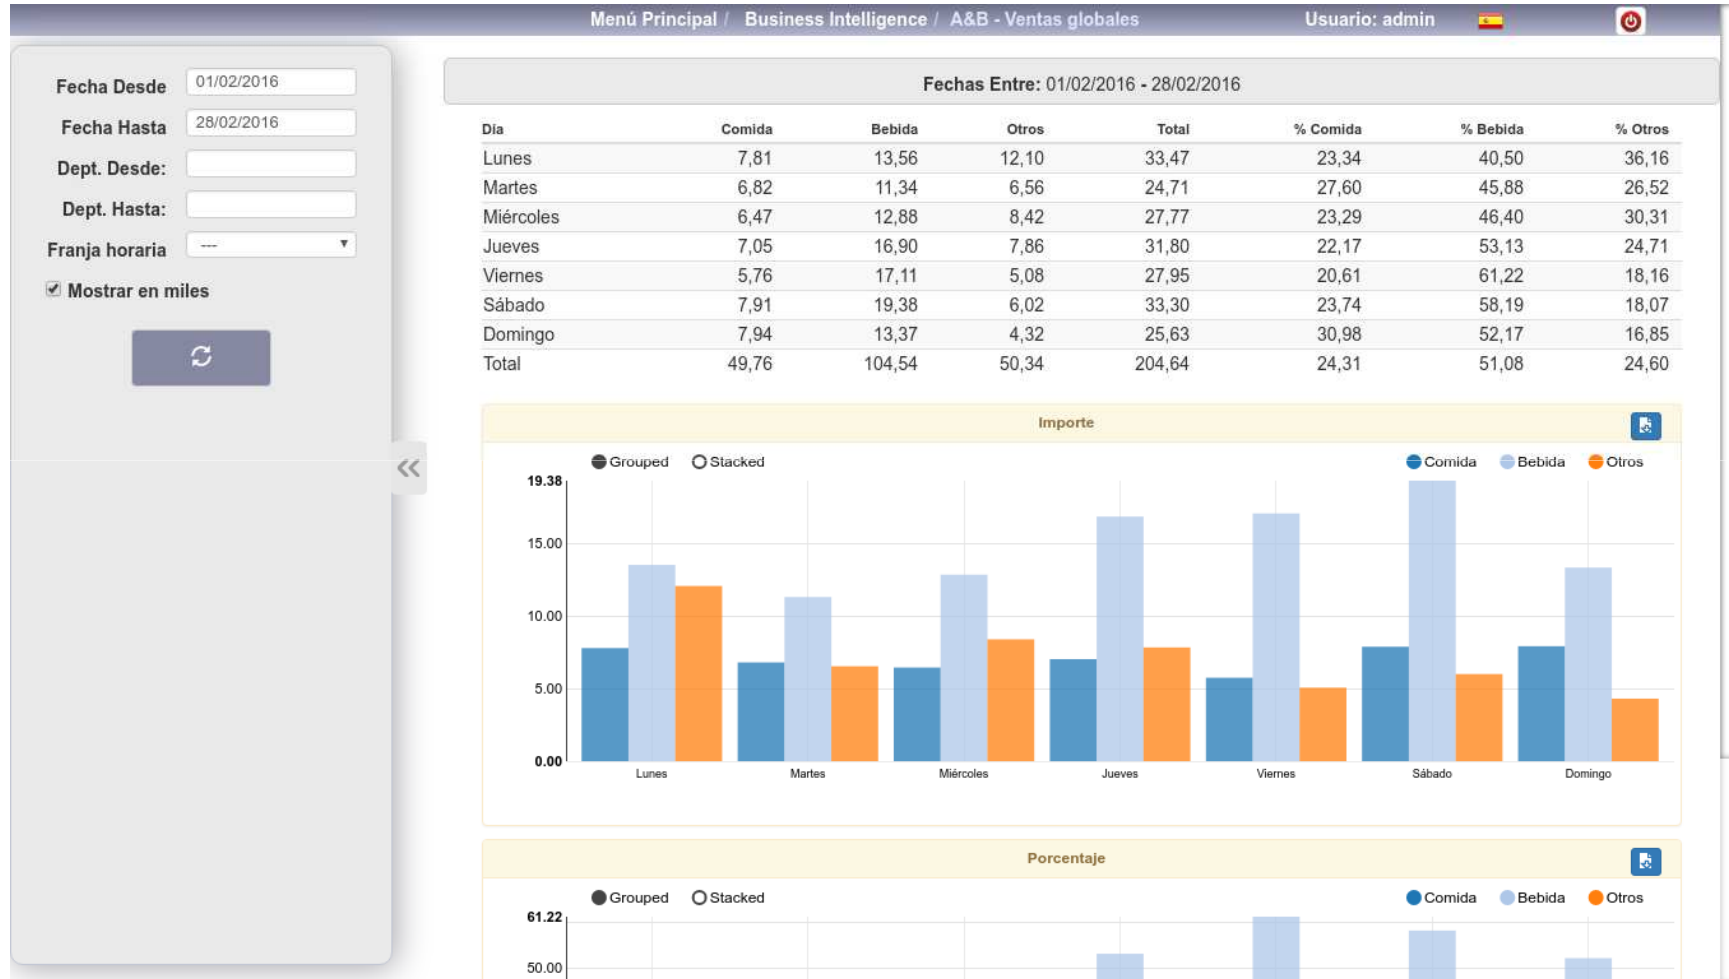 Menú Principal / Business Intelligence / A&B - Ventas globales Usuario: admin
Fecha Desde 01/02/2016
Fecha Hasta 28/02/2016
Dept. Desde:
Dept. Hasta:
Franja horaria ---
Mostrar en miles
Fechas Entre: 01/02/2016 - 28/02/2016
Día Comida Bebida Otros Total % Comida % Bebida % Otros
Lunes 7,81 13,56 12,10 33,47 23,34 40,50 36,16
Martes 6,82 11,34 6,56 24,71 27,60 45,88 26,52
Miércoles 6,47 12,88 8,42 27,77 23,29 46,40 30,31
Jueves 7,05 16,90 7,86 31,80 22,17 53,13 24,71
Viernes 5,76 17,11 5,08 27,95 20,61 61,22 18,16
Sábado 7,91 19,38 6,02 33,30 23,74 58,19 18,07
Domingo 7,94 13,37 4,32 25,63 30,98 52,17 16,85
Total 49,76 104,54 50,34 204,64 24,31 51,08 24,60
Importe
Grouped Stacked Comida Bebida Otros
19.38
15.00
10.00
5.00
0.00
Lunes Martes Miércoles Jueves Viernes Sábado Domingo
Porcentaje
Grouped Stacked Comida Bebida Otros
61.22
50.00